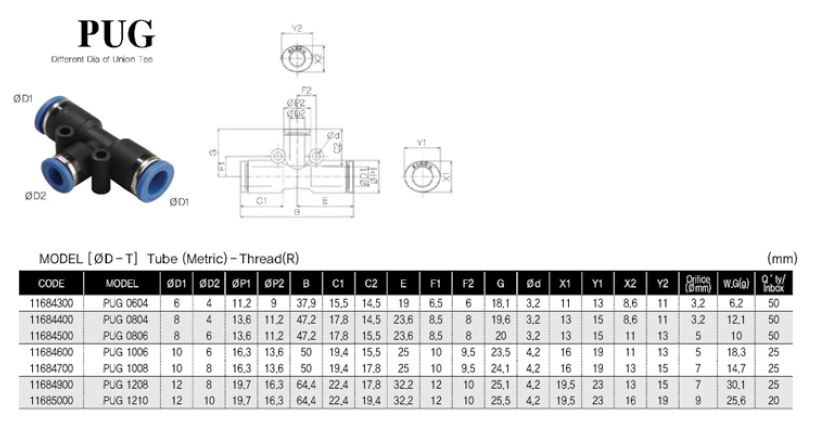 PUG
Different Dia of Union Tee
ØD1
ØD2
ØD1
Y2
X2
F2
ØP2
ØD2
Ød
C2
G
F1
ØD1
ØP1
C1
E
B
Y1
X1
MODEL [ØD-T] Tube (Metric)-Thread(R) (mm)
CODE MODEL ØD1 ØD2 ØP1 ØP2 B C1 C2 E F1 F2 G Ød X1 Y1 X2 Y2 Orifice (Ømm) W.G(g) Q'ty/ Inbox
11684300 PUG 0604 6 4 11,2 9 37,9 15,5 14,5 19 6,5 6 18,1 3,2 11 13 8,6 11 3,2 6,2 50
11684400 PUG 0804 8 4 13,6 11,2 47,2 17,8 14,5 23,6 8,5 8 19,6 3,2 13 15 8,6 11 3,2 12,1 50
11684500 PUG 0806 8 6 13,6 11,2 47,2 17,8 15,5 23,6 8,5 8 20 3,2 13 15 11 13 5 10 50
11684600 PUG 1006 10 6 16,3 13,6 50 19,4 15,5 25 10 9,5 23,5 4,2 16 19 11 13 5 18,3 25
11684700 PUG 1008 10 8 16,3 13,6 50 19,4 17,8 25 10 9,5 24,1 4,2 16 19 13 15 7 14,7 25
11684900 PUG 1208 12 8 19,7 16,3 64,4 22,4 17,8 32,2 12 10 25,1 4,2 19,5 23 13 15 7 30,1 25
11685000 PUG 1210 12 10 19,7 16,3 64,4 22,4 19,4 32,2 12 10 25,5 4,2 19,5 23 16 19 9 25,6 20